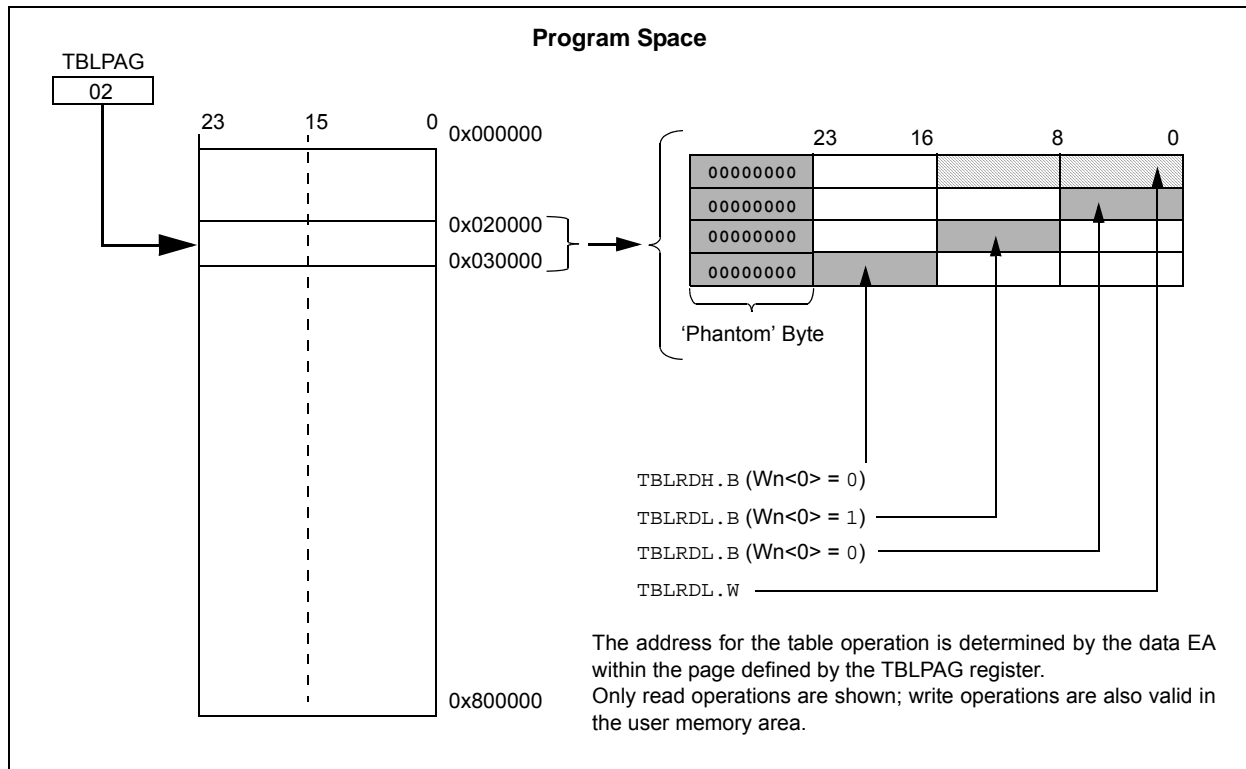 Program Space
TBLPAG
02
23 15 0
0x000000
0x020000
0x030000
0x800000
23 16 8 0
00000000
00000000
00000000
00000000
‘Phantom’ Byte
TBLRDH.B (Wn<0> = 0)
TBLRDL.B (Wn<0> = 1)
TBLRDL.B (Wn<0> = 0)
TBLRDL.W
The address for the table operation is determined by the data EA
within the page defined by the TBLPAG register.
Only read operations are shown; write operations are also valid in
the user memory area.